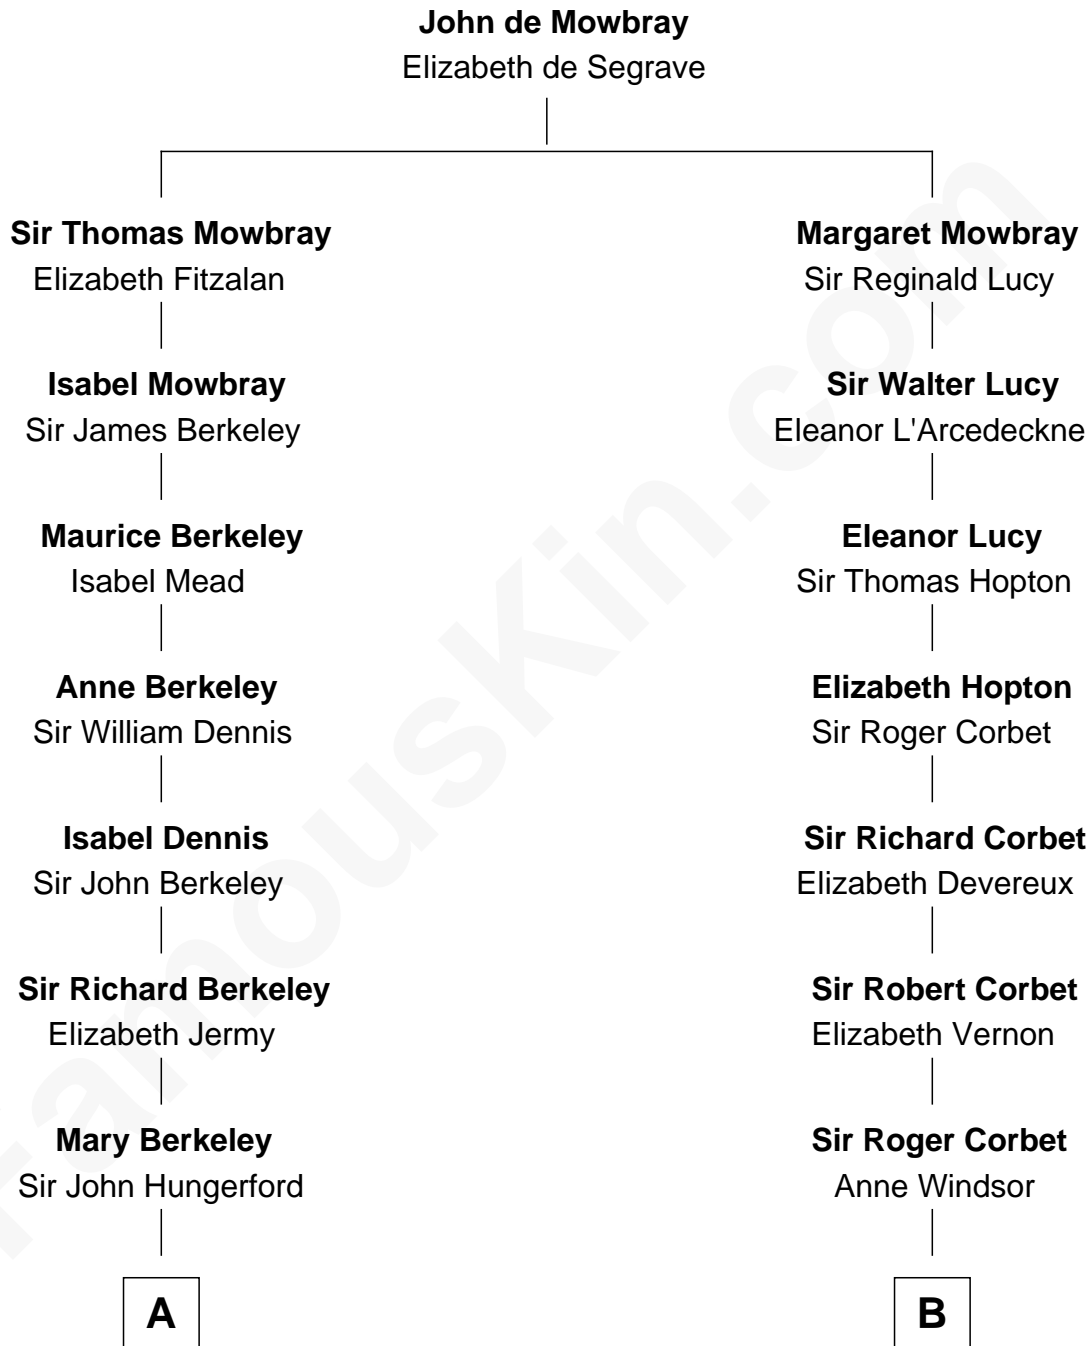 John de Mowbray
Elizabeth de Segrave
Sir Thomas Mowbray
Elizabeth Fitzalan
Isabel Mowbray
Sir James Berkeley
Maurice Berkeley
Isabel Mead
Anne Berkeley
Sir William Dennis
Isabel Dennis
Sir John Berkeley
Sir Richard Berkeley
Elizabeth Jermy
Mary Berkeley
Sir John Hungerford
A
Margaret Mowbray
Sir Reginald Lucy
Sir Walter Lucy
Eleanor L'Arcedeckne
Eleanor Lucy
Sir Thomas Hopton
Elizabeth Hopton
Sir Roger Corbet
Sir Richard Corbet
Elizabeth Devereux
Sir Robert Corbet
Elizabeth Vernon
Sir Roger Corbet
Anne Windsor
B
FamousKin.com